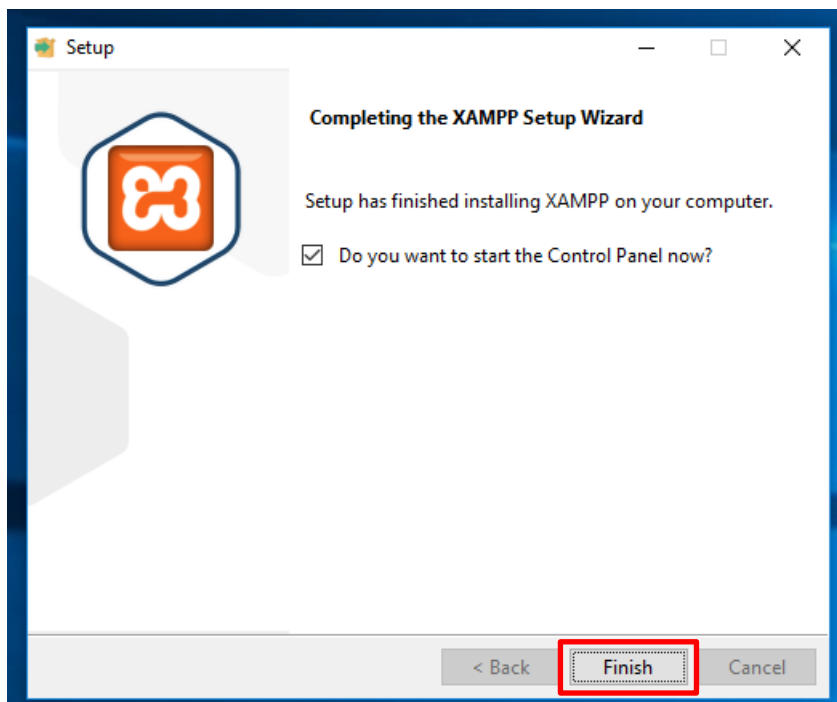 Setup
Completing the XAMPP Setup Wizard
Setup has finished installing XAMPP on your computer.
Do you want to start the Control Panel now?
< Back Finish Cancel